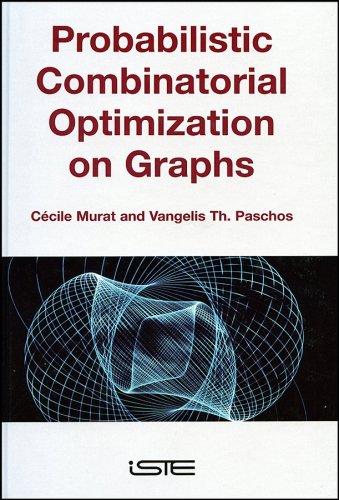 Probabilistic
Combinatorial
Optimization
on Graphs
Cécile Murat and Vangelis Th. Paschos
iSTE